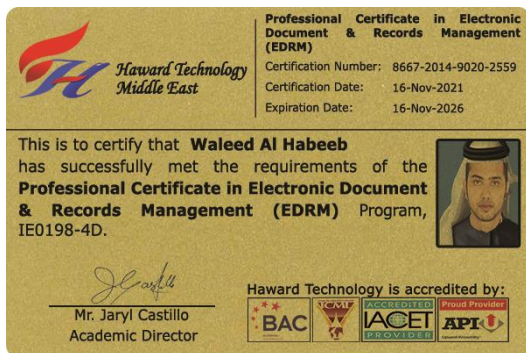 Haward Technology
Middle East
Professional Certificate in Electronic
Document & Records Management
(EDRM)
Certification Number: 8667-2014-9020-2559
Certification Date: 16-Nov-2021
Expiration Date: 16-Nov-2026
This is to certify that Waleed Al Habeeb
has successfully met the requirements of the
Professional Certificate in Electronic Document
& Records Management (EDRM) Program,
IE0198-4D.
Mr. Jaryl Castillo
Academic Director
Haward Technology is accredited by:
BAC
ACCREDITED
IACET
PROVIDER
Proud Provider
API